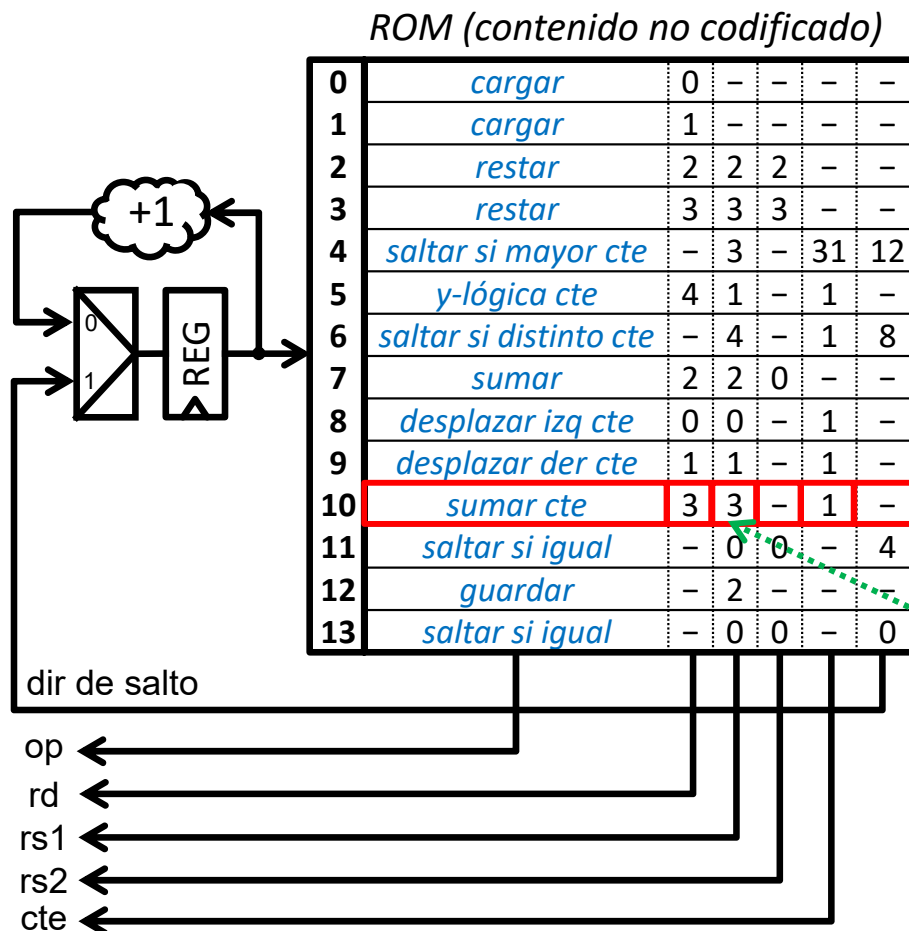 ROM (contenido no codificado)
0 cargar 0 – – – –
1 cargar 1 – – – –
2 restar 2 2 2 – –
3 restar 3 3 3 – –
4 saltar si mayor cte – 3 – 31 12
5 y-lógica cte 4 1 – 1 –
6 saltar si distinto cte – 4 – 1 8
7 sumar 2 2 0 – –
8 desplazar izq cte 0 0 – 1 –
9 desplazar der cte 1 1 – 1 –
10 sumar cte 3 3 – 1 –
11 saltar si igual – 0 0 – 4
12 guardar – 2 – – –
13 saltar si igual – 0 0 – 0
+1
0
1
REG
dir de salto
op
rd
rs1
rs2
cte